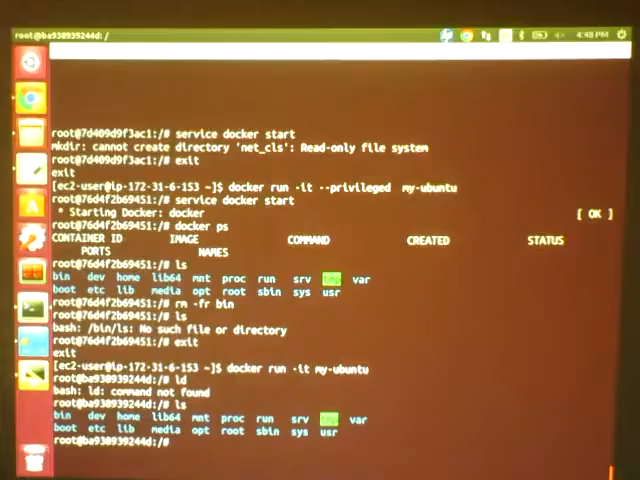 root@ba938939244d: /
4:48 PM
root@7d409d9f3ac1:/# service docker start
mkdir: cannot create directory 'net_cls': Read-only file system
root@7d409d9f3ac1:/# exit
exit
[ec2-user@ip-172-31-6-153 ~]$ docker run -it --privileged  my-ubuntu
root@76d4f2b69451:/# service docker start
 * Starting Docker: docker [ OK ]
root@76d4f2b69451:/# docker ps
CONTAINER ID IMAGE COMMAND CREATED STATUS
PORTS NAMES
root@76d4f2b69451:/# ls
bin dev home lib64 mnt proc run srv tmp var
boot etc lib media opt root sbin sys usr
root@76d4f2b69451:/# rm -fr bin
root@76d4f2b69451:/# ls
bash: /bin/ls: No such file or directory
root@76d4f2b69451:/# exit
exit
[ec2-user@ip-172-31-6-153 ~]$ docker run -it my-ubuntu
root@ba938939244d:/# ld
bash: ld: command not found
root@ba938939244d:/# ls
bin dev home lib64 mnt proc run srv tmp var
boot etc lib media opt root sbin sys usr
root@ba938939244d:/#